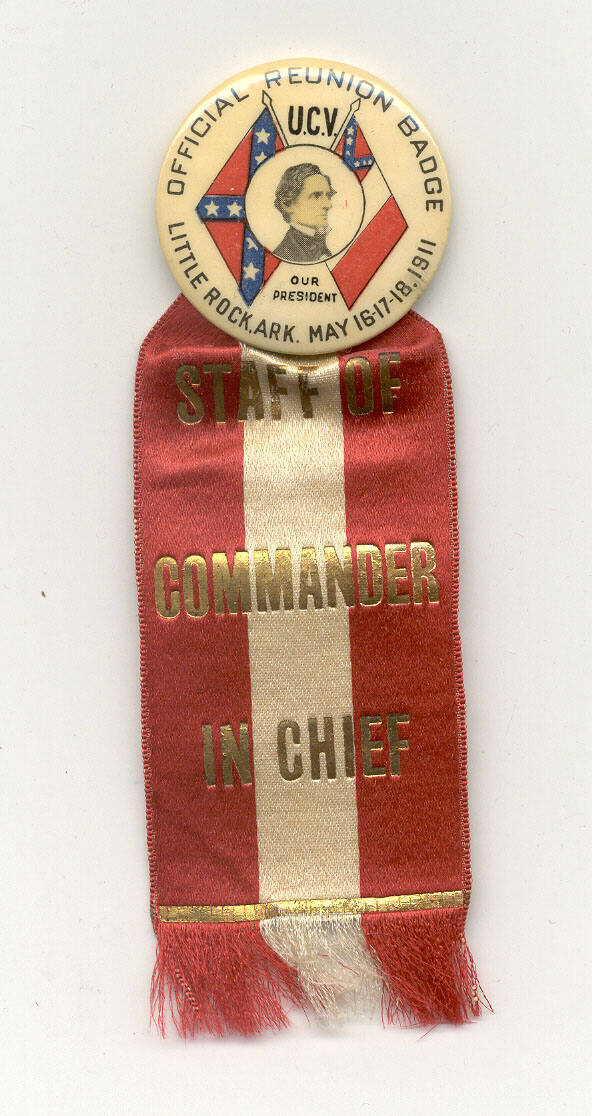 OFFICIAL REUNION BADGE
U.C.V.
OUR
PRESIDENT
LITTLE ROCK, ARK. MAY 16-17-18, 1911
STAFF OF
COMMANDER
IN CHIEF